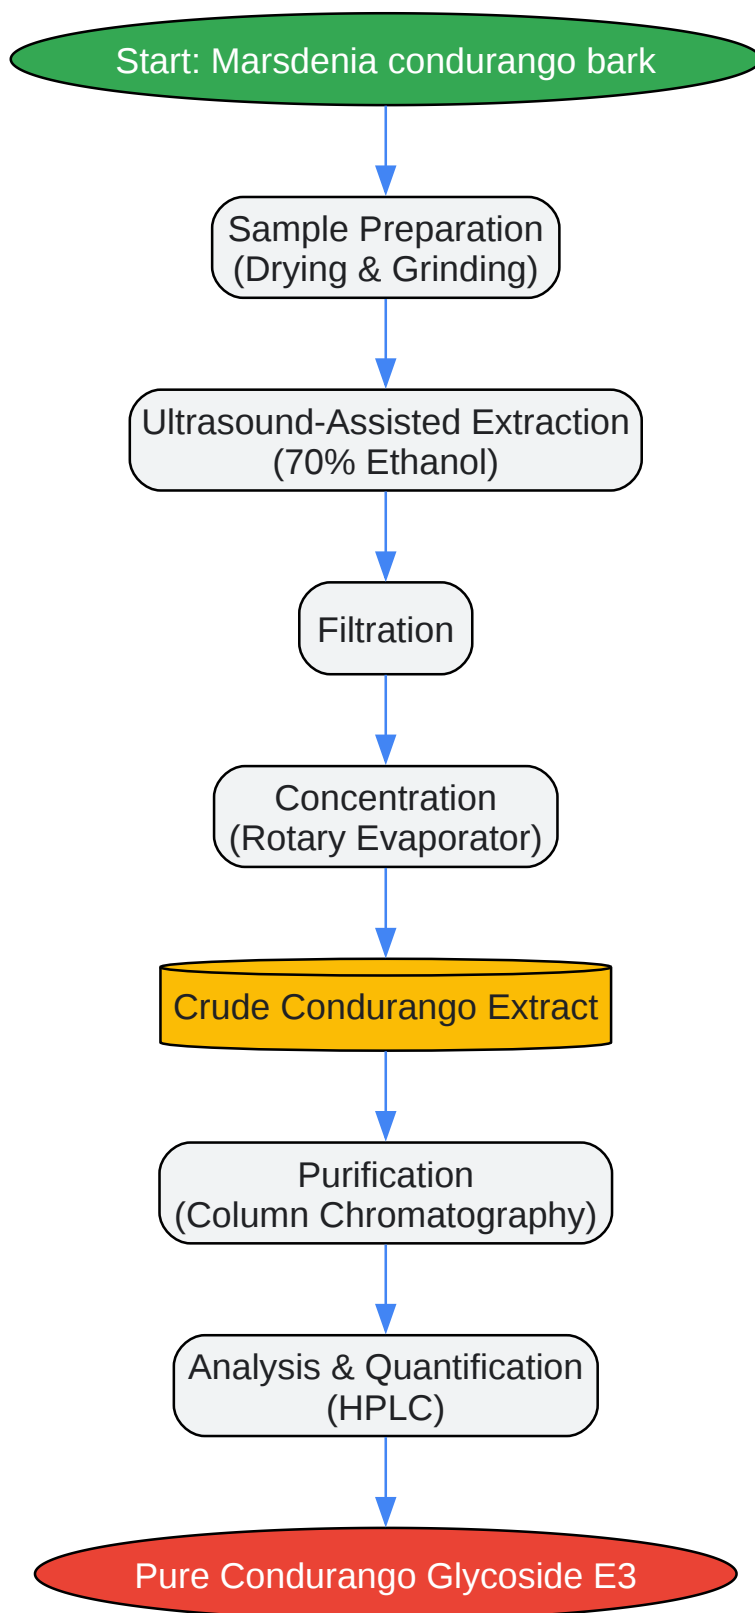 Start: Marsdenia condurango bark
Sample Preparation
(Drying & Grinding)
Ultrasound-Assisted Extraction
(70% Ethanol)
Filtration
Concentration
(Rotary Evaporator)
Crude Condurango Extract
Purification
(Column Chromatography)
Analysis & Quantification
(HPLC)
Pure Condurango Glycoside E3